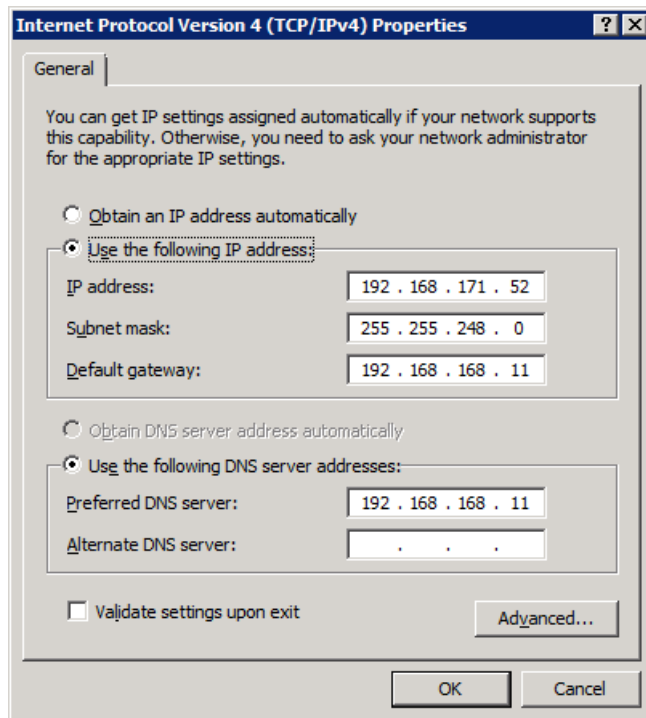 Internet Protocol Version 4 (TCP/IPv4) Properties
General
You can get IP settings assigned automatically if your network supports
this capability. Otherwise, you need to ask your network administrator
for the appropriate IP settings.
Obtain an IP address automatically
Use the following IP address:
IP address: 192 . 168 . 171 . 52
Subnet mask: 255 . 255 . 248 . 0
Default gateway: 192 . 168 . 168 . 11
Obtain DNS server address automatically
Use the following DNS server addresses:
Preferred DNS server: 192 . 168 . 168 . 11
Alternate DNS server: . . .
Validate settings upon exit
Advanced...
OK Cancel